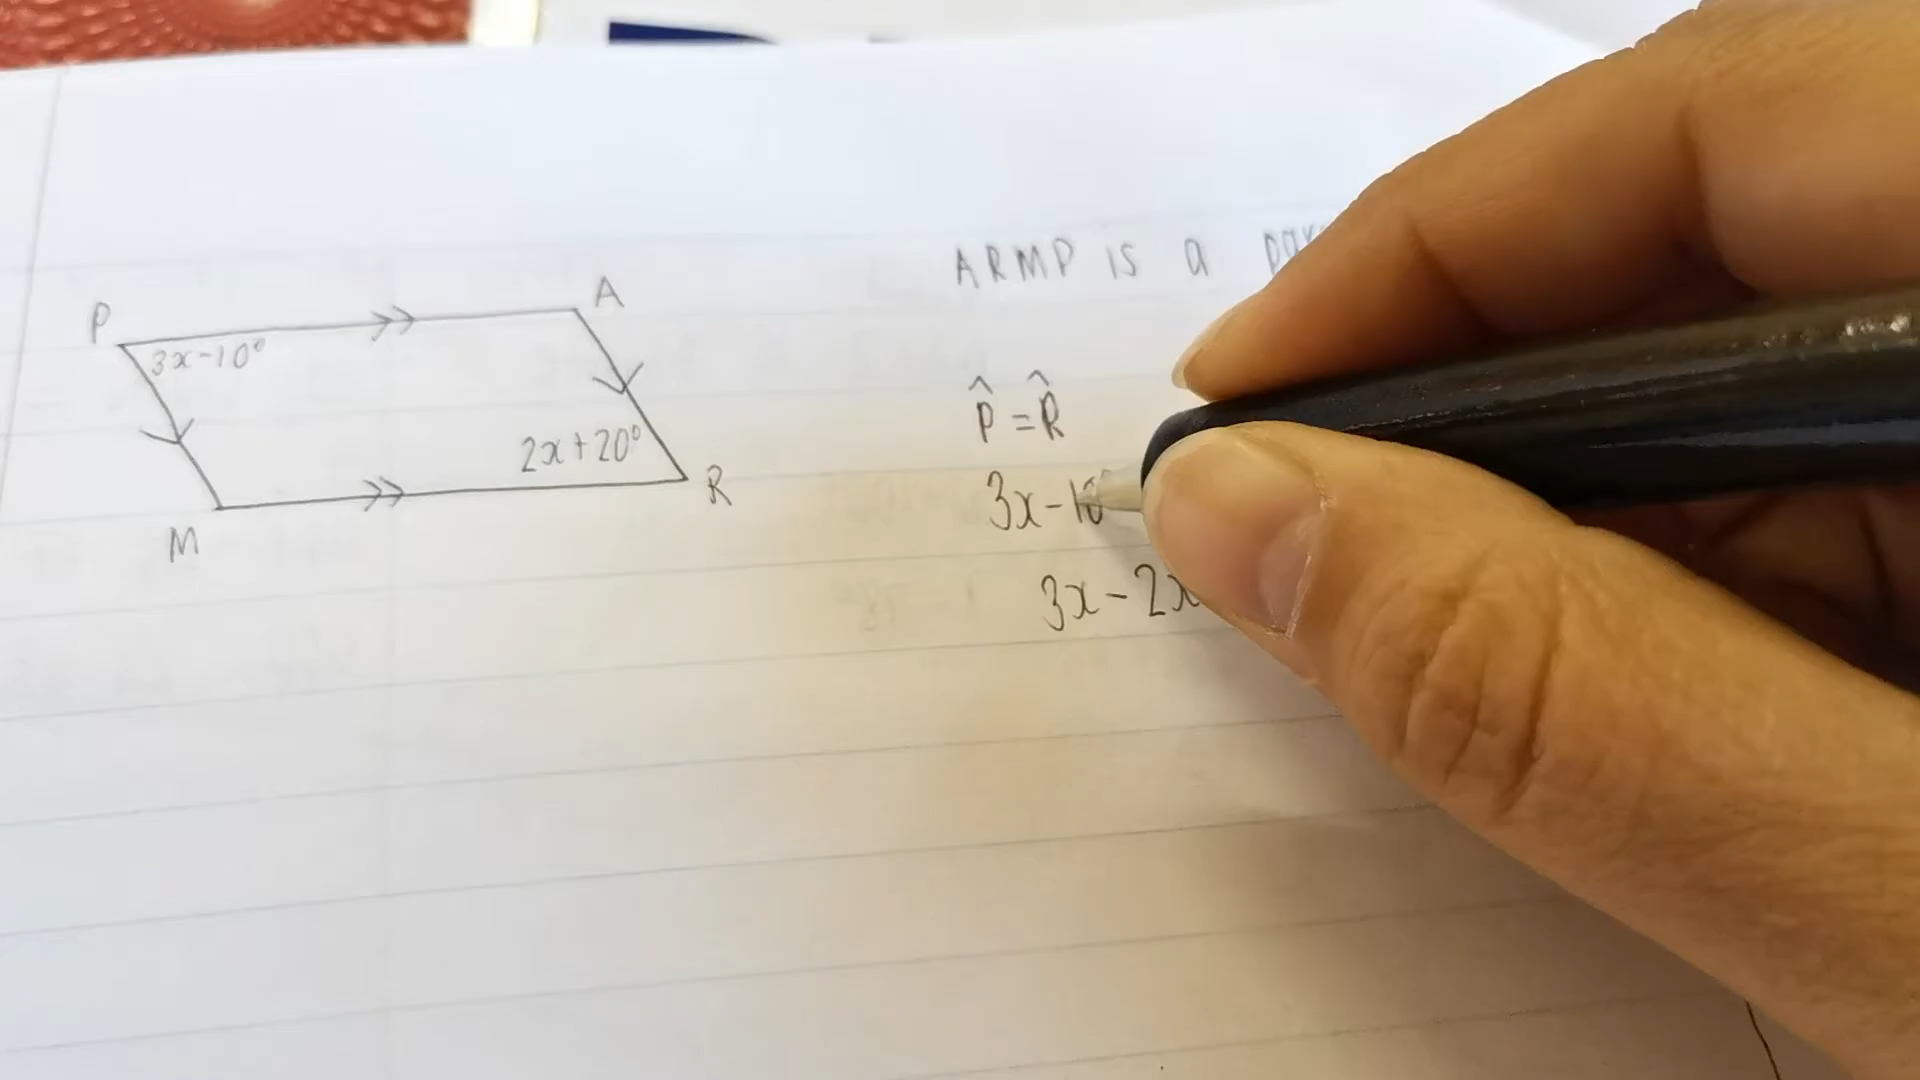 P
A
3x-10°
2x+20°
M
R
ARMP IS a
P̂ = R̂
3x-10°
3x-2x